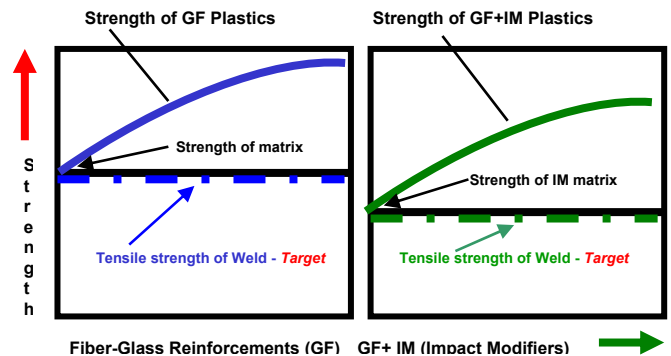 Strength of GF Plastics
Strength of GF+IM Plastics
Strength
Strength of matrix
Strength of IM matrix
Tensile strength of Weld - Target
Tensile strength of Weld - Target
Fiber-Glass Reinforcements (GF)
GF+ IM (Impact Modifiers)